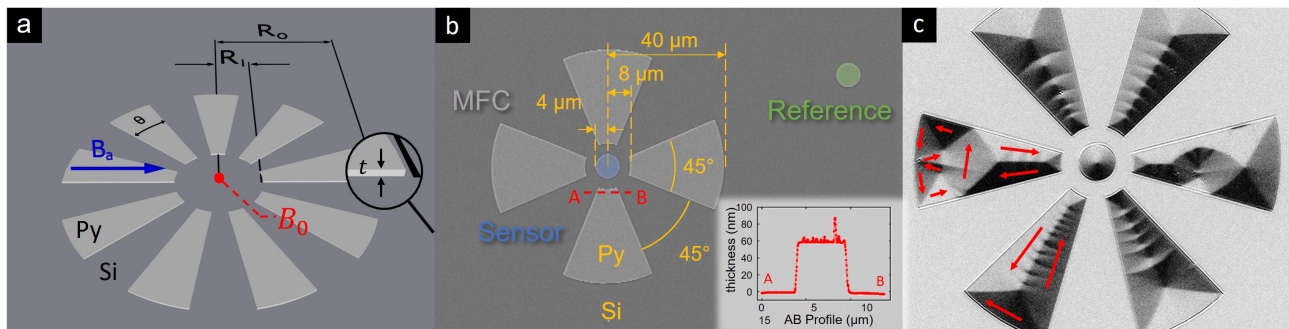 a
R₀
R₁
θ
Bₐ
t
Py
Si
B₀
b
40 µm
8 µm
MFC
4 µm
Reference
45°
A
B
Sensor
Py
45°
Si
100
80
60
40
20
0
thickness (nm)
A
B
0
5
10
15
AB Profile (µm)
c